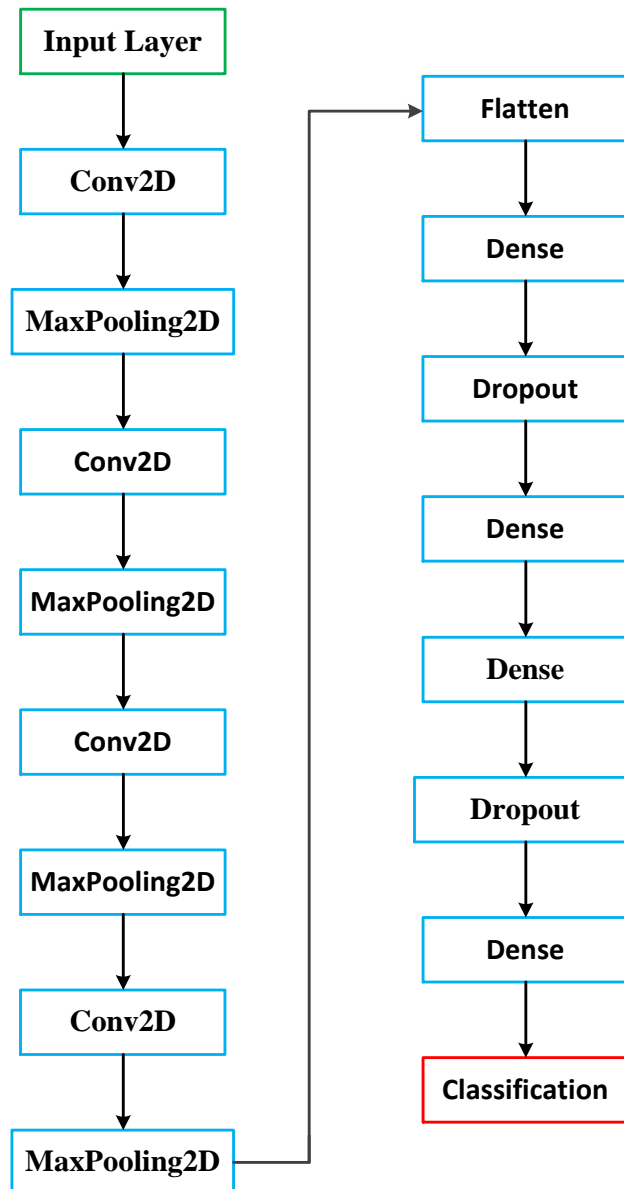 Input Layer
Conv2D
MaxPooling2D
Conv2D
MaxPooling2D
Conv2D
MaxPooling2D
Conv2D
MaxPooling2D
Flatten
Dense
Dropout
Dense
Dense
Dropout
Dense
Classification